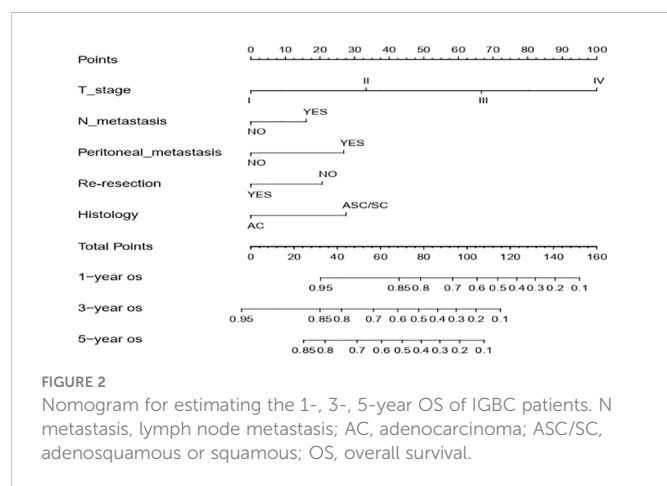 Points 0 10 20 30 40 50 60 70 80 90 100
T_stage I II III IV
N_metastasis NO YES
Peritoneal_metastasis NO YES
Re-resection YES NO
Histology AC ASC/SC
Total Points 0 20 40 60 80 100 120 140 160
1-year os 0.95 0.85 0.8 0.7 0.6 0.5 0.4 0.3 0.2 0.1
3-year os 0.95 0.85 0.8 0.7 0.6 0.5 0.4 0.3 0.2 0.1
5-year os 0.85 0.8 0.7 0.6 0.5 0.4 0.3 0.2 0.1
FIGURE 2
Nomogram for estimating the 1-, 3-, 5-year OS of IGBC patients. N
metastasis, lymph node metastasis; AC, adenocarcinoma; ASC/SC,
adenosquamous or squamous; OS, overall survival.